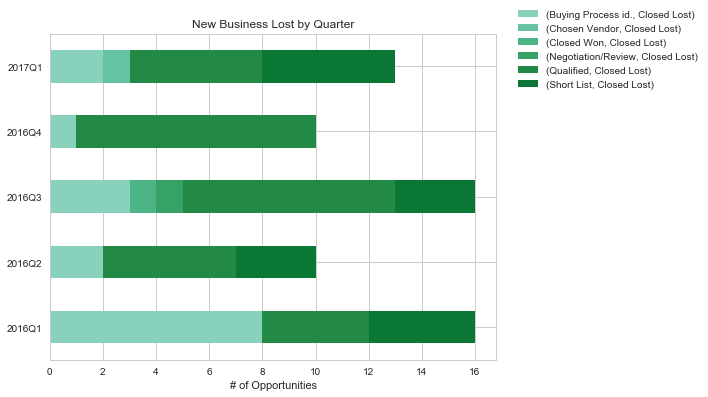 New Business Lost by Quarter
(Buying Process id., Closed Lost)
(Chosen Vendor, Closed Lost)
(Closed Won, Closed Lost)
(Negotiation/Review, Closed Lost)
(Qualified, Closed Lost)
(Short List, Closed Lost)
2017Q1
2016Q4
2016Q3
2016Q2
2016Q1
0 2 4 6 8 10 12 14 16
# of Opportunities